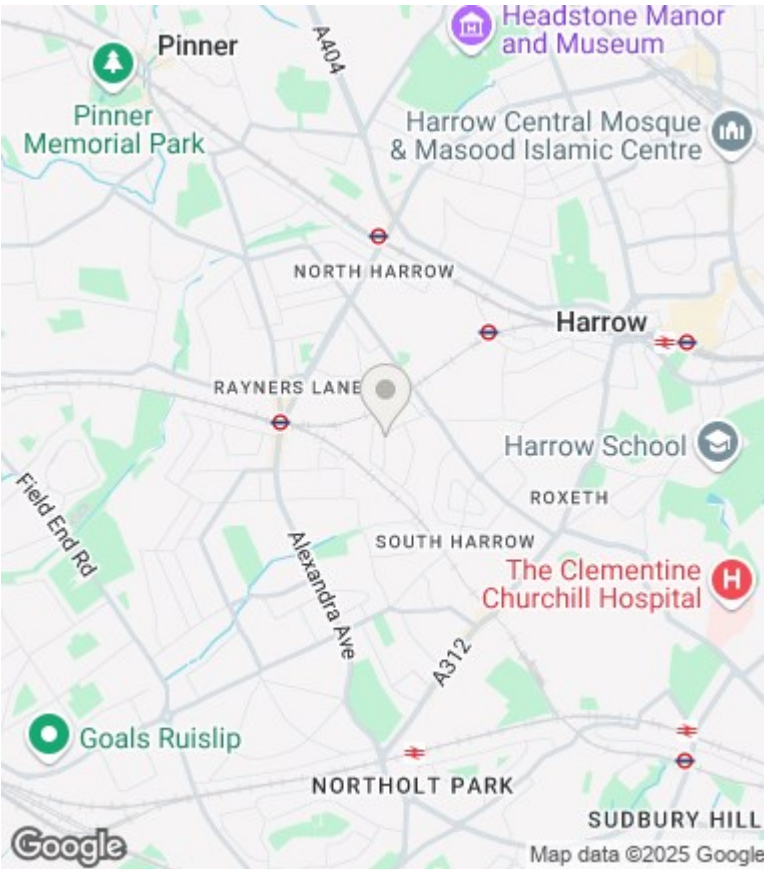 Headstone Manor
and Museum
Pinner
A404
Pinner
Memorial Park
Harrow Central Mosque
& Masood Islamic Centre
NORTH HARROW
Harrow
RAYNERS LANE
Harrow School
Field End Rd
ROXETH
SOUTH HARROW
Alexandra Ave
The Clementine
Churchill Hospital
H
A312
Goals Ruislip
NORTHOLT PARK
SUDBURY HILL
Google
Map data ©2025 Google